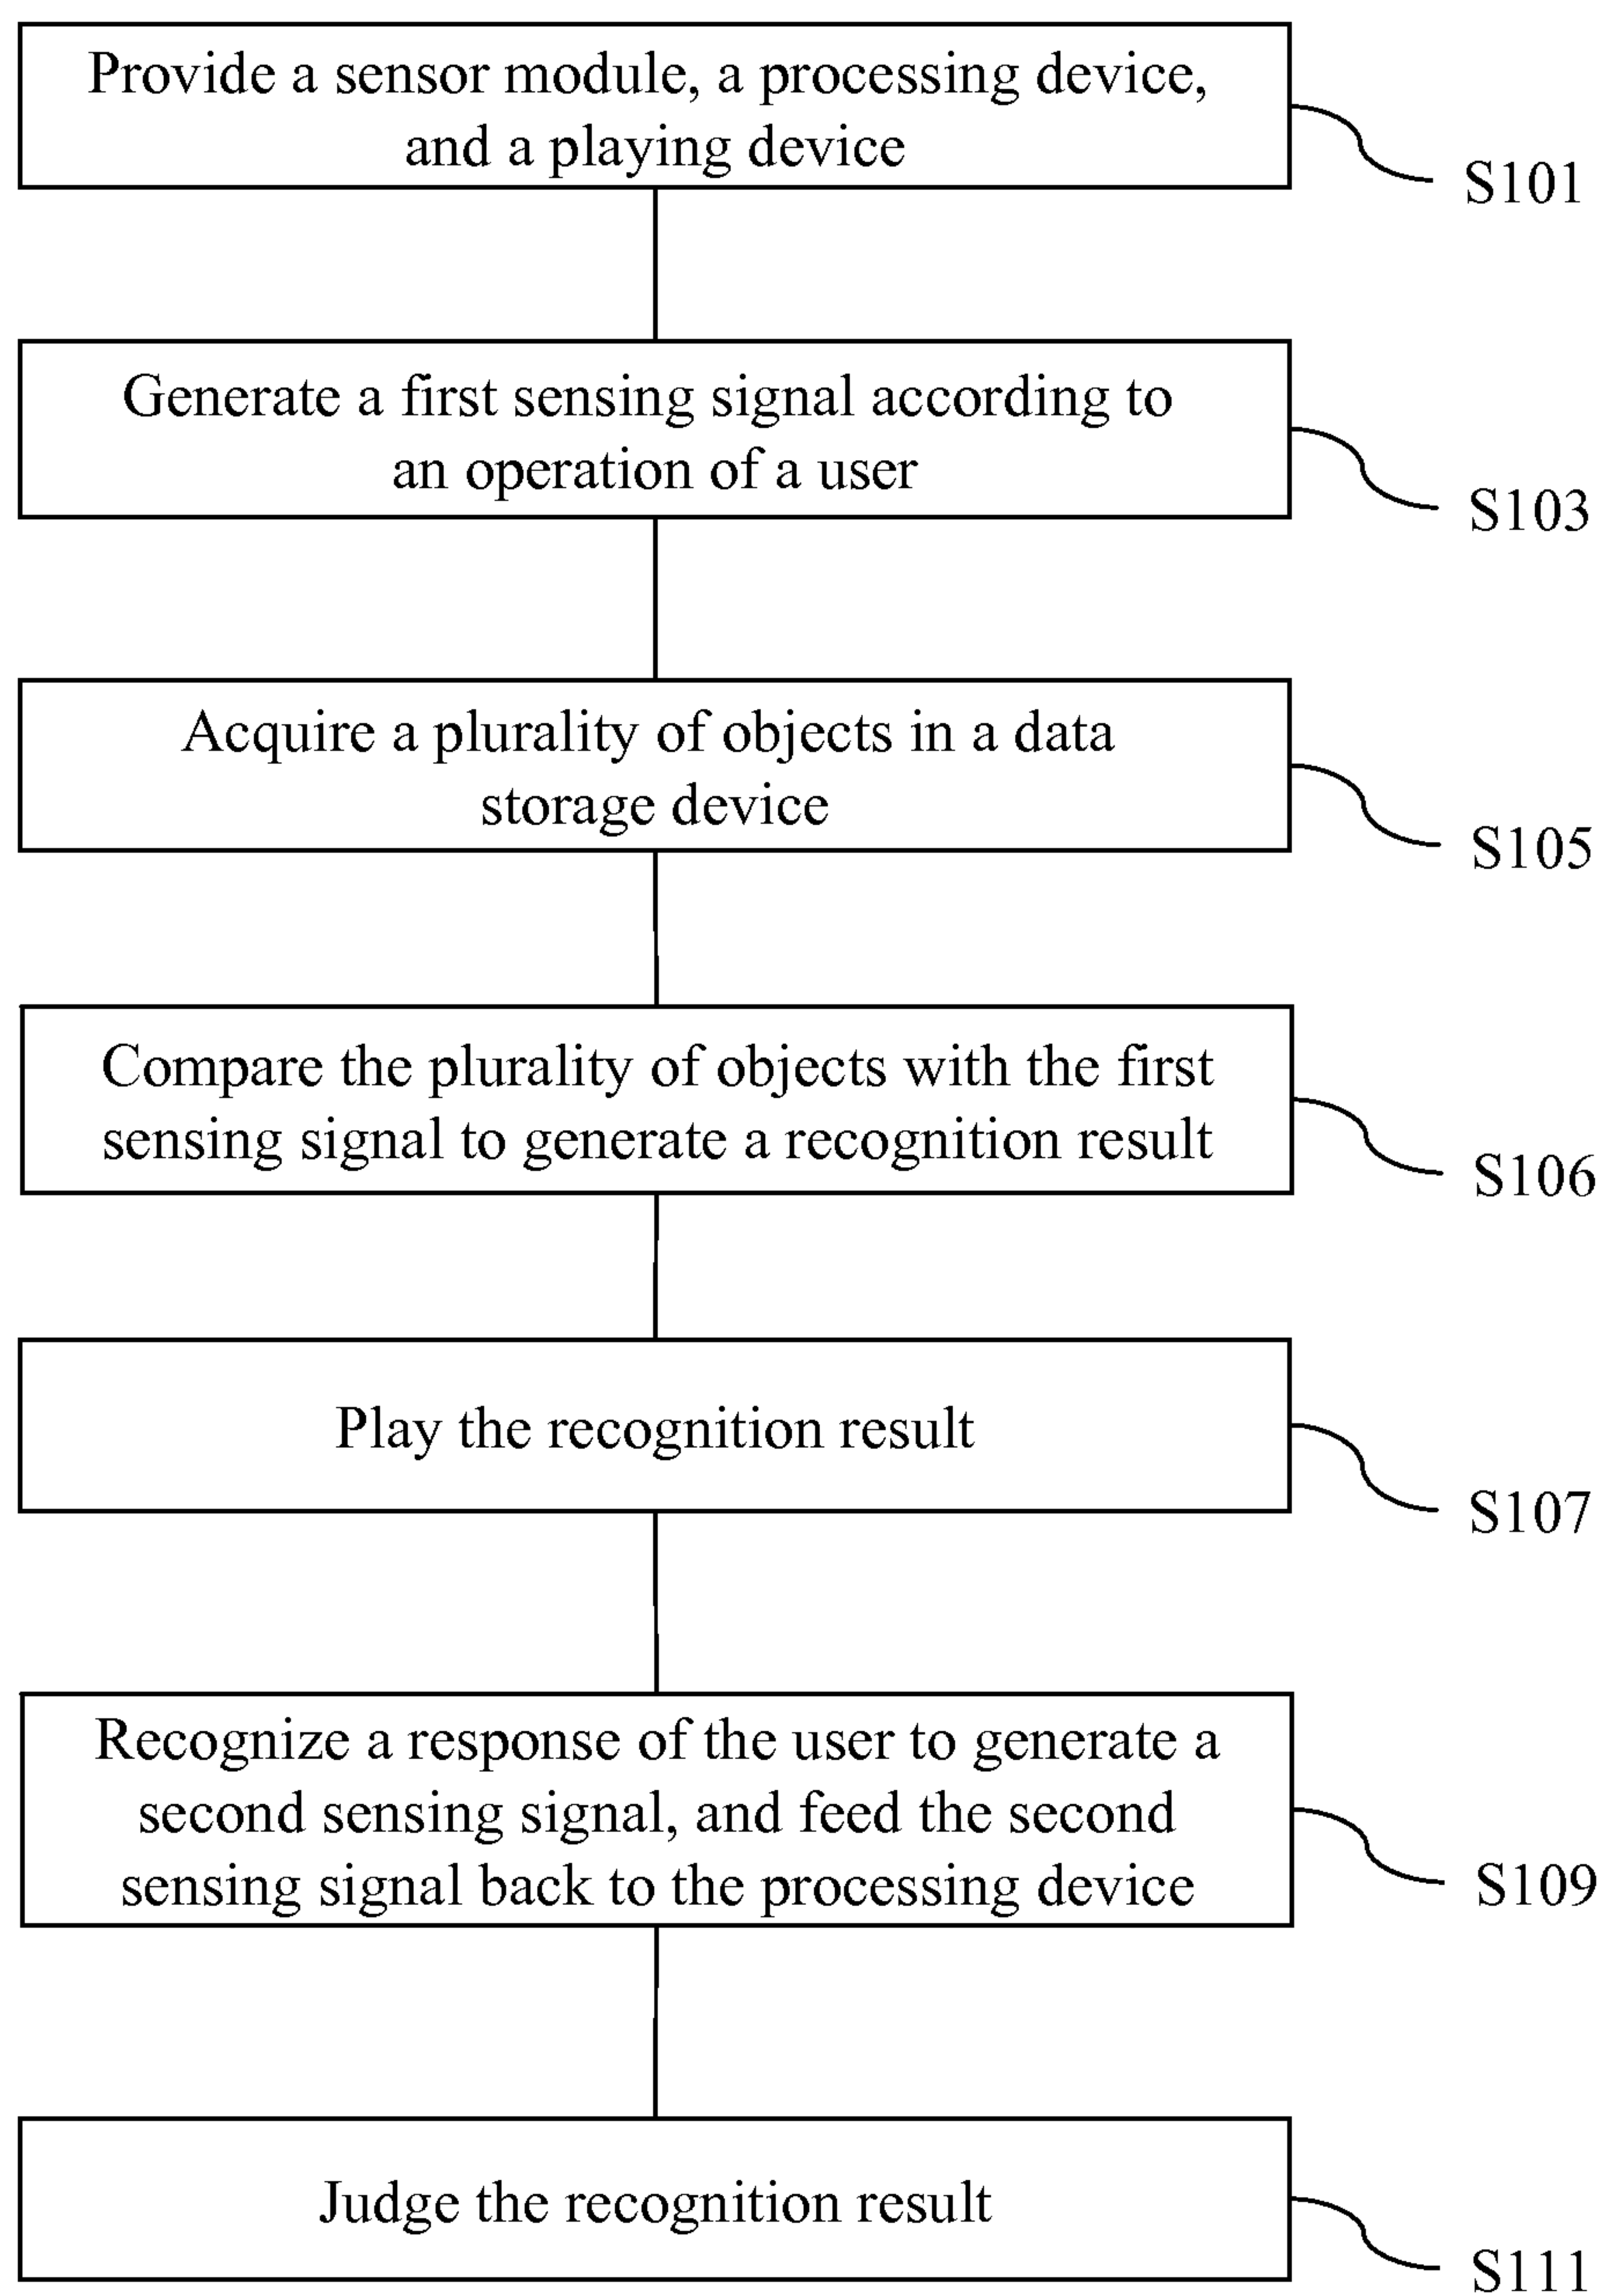 Provide a sensor module, a processing device,
and a playing device
S101
Generate a first sensing signal according to
an operation of a user
S103
Acquire a plurality of objects in a data
storage device
S105
Compare the plurality of objects with the first
sensing signal to generate a recognition result
S106
Play the recognition result
S107
Recognize a response of the user to generate a
second sensing signal, and feed the second
sensing signal back to the processing device
S109
Judge the recognition result
S111